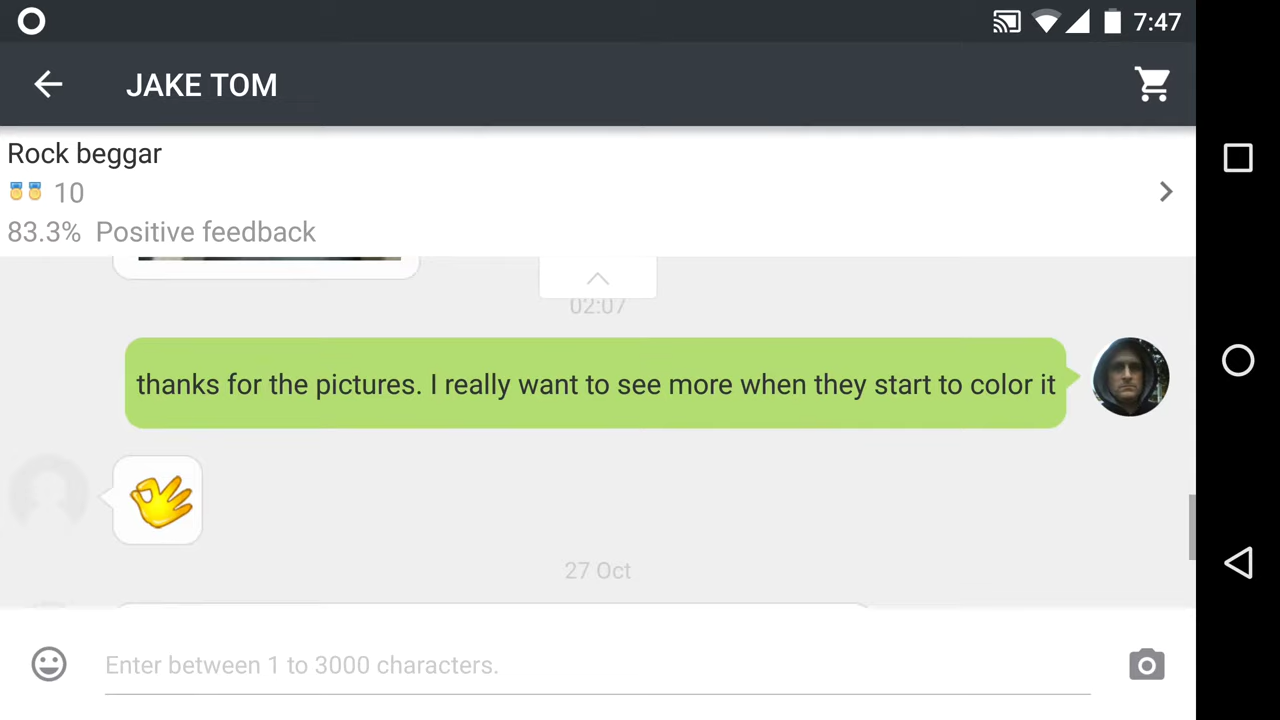 7:47
JAKE TOM
Rock beggar
10
83.3% Positive feedback
02:07
thanks for the pictures. I really want to see more when they start to color it
27 Oct
Enter between 1 to 3000 characters.